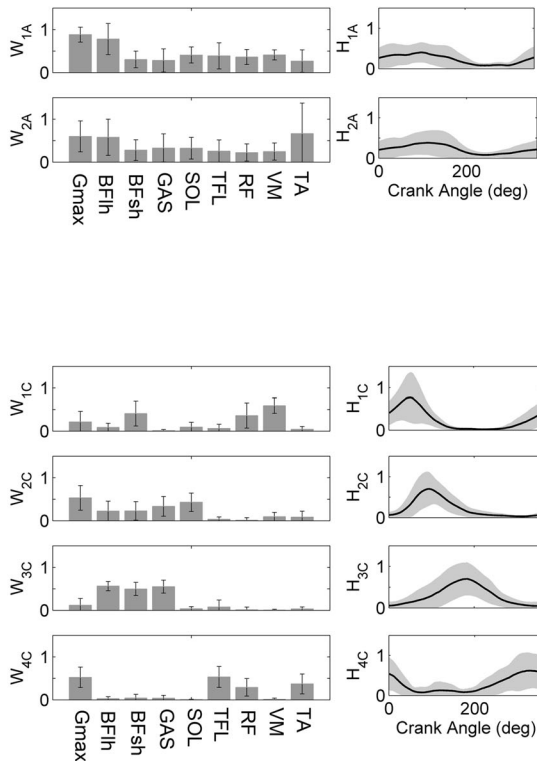 W1A
1
0
H1A
1
0
W2A
1
0
H2A
1
0
Gmax
BFlh
BFsh
GAS
SOL
TFL
RF
VM
TA
200
Crank Angle (deg)
W1C
1
0
H1C
1
0
W2C
1
0
H2C
1
0
W3C
1
0
H3C
1
0
W4C
1
0
H4C
1
0
Gmax
BFlh
BFsh
GAS
SOL
TFL
RF
VM
TA
0
200
Crank Angle (deg)